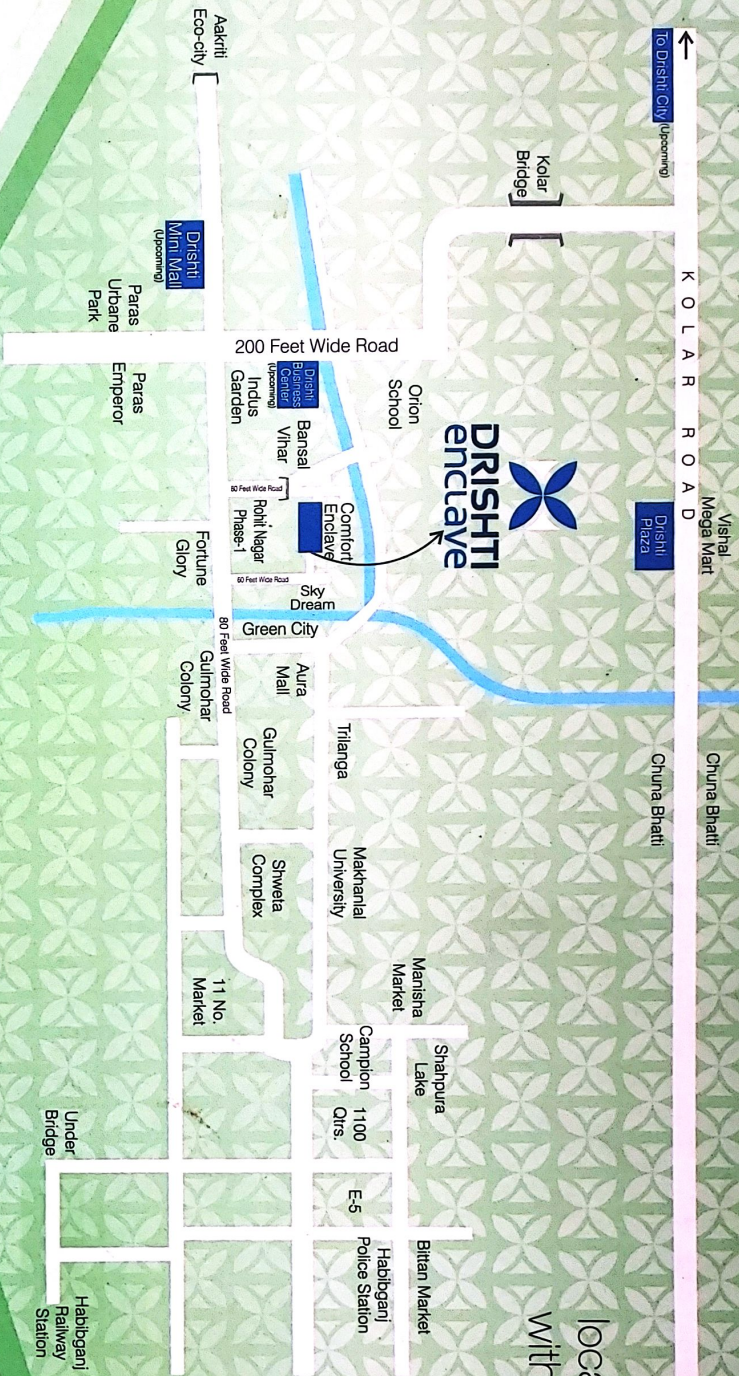 To Drishti City (Upcoming)
KOLAR ROAD
Vishal
Mega Mart
Drishti
Plaza
Chuna Bhatti
Chuna Bhatti
Kolar
Bridge
DRISHTI
enclave
loca
with
Orion
School
Aakriti
Eco-city
Drishti
Mini Mall
(Upcoming)
Paras
Urbane
Park
Paras
Emperor
200 Feet Wide Road
Drishti
Business
Center
(Upcoming)
Indus
Garden
Bansal
Vihar
80 Feet Wide Road
Comfort
Enclave
Rohit Nagar
Phase-1
60 Feet Wide Road
Sky
Dream
Green City
Fortune
Glory
80 Feet Wide Road
Gulmohar
Colony
Aura
Mall
Trilanga
Gulmohar
Colony
Makhanlal
University
Shweta
Complex
Manisha
Market
11 No.
Market
Shahpura
Lake
Campion
School
1100
Qtrs.
E-5
Bittan Market
Habibganj
Police Station
Under
Bridge
Habibganj
Railway
Station